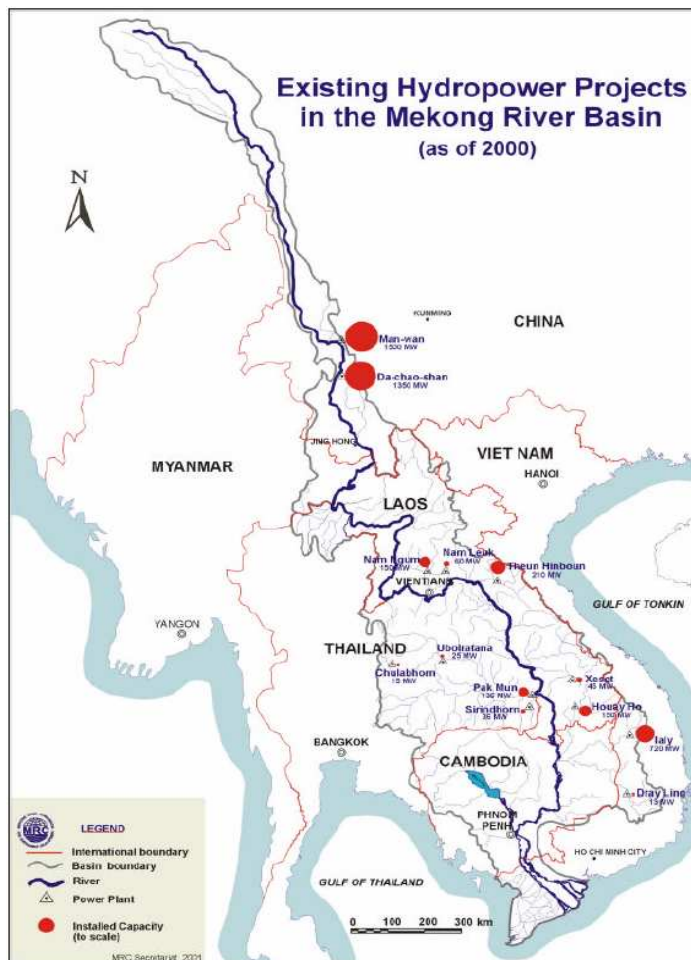 Existing Hydropower Projects
in the Mekong River Basin
(as of 2000)
N
KUNMING
CHINA
Man-wan
1500 MW
Da-chao-shan
1350 MW
JING HONG
MYANMAR
VIET NAM
HANOI
LAOS
Nam Ngum
150 MW
Nam Leuk
60 MW
Theun Hinboun
210 MW
VIENTIANE
GULF OF TONKIN
YANGON
THAILAND
Ubolratana
25 MW
Chulabhorn
15 MW
Xeset
45 MW
Pak Mun
136 MW
Sirindhorn
36 MW
Houay Ho
150 MW
Ialy
720 MW
BANGKOK
CAMBODIA
Dray Ling
13 MW
PHNOM
PENH
HO CHI MINH CITY
GULF OF THAILAND
0 100 200 300 km
MRC
LEGEND
International boundary
Basin boundary
River
Power Plant
Installed Capacity
(to scale)
MRC Secretariat, 2001